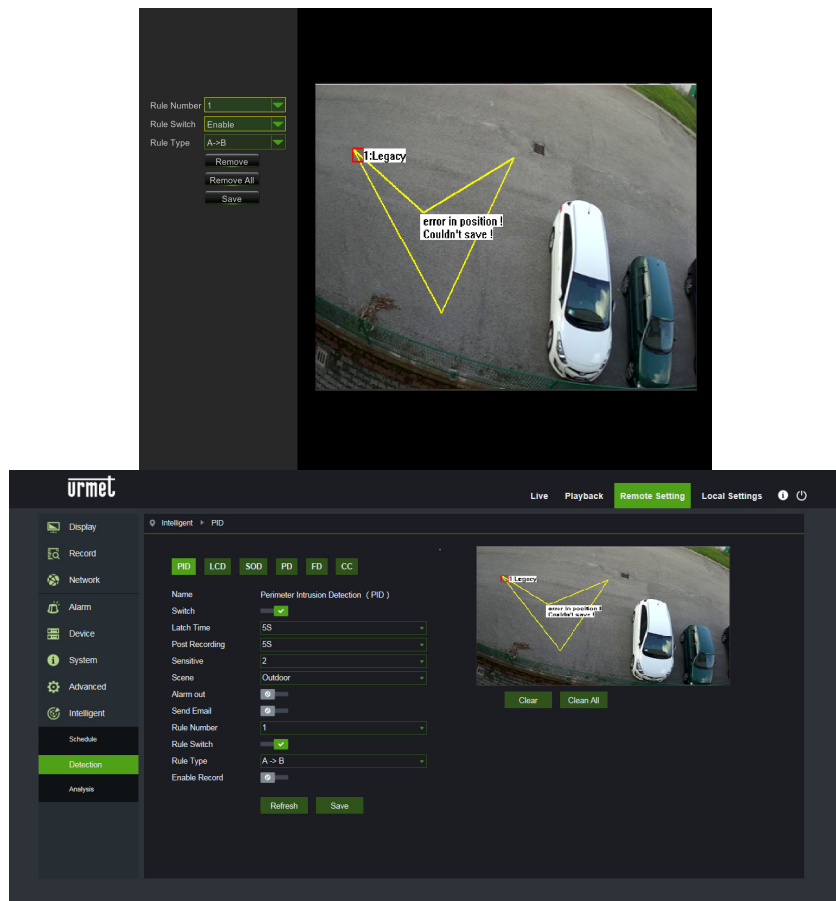 Rule Number 1
Rule Switch Enable
Rule Type A->B
Remove
Remove All
Save
1:Legacy
error in position !
Couldn't save !
urmet
Live Playback Remote Setting Local Settings
Display
Record
Network
Alarm
Device
System
Advanced
Intelligent
Schedule
Detection
Analysis
Intelligent PID
PID LCD SOD PD FD CC
Name Perimeter Intrusion Detection ( PID )
Switch
Latch Time 5S
Post Recording 5S
Sensitive 2
Scene Outdoor
Alarm out
Send Email
Rule Number 1
Rule Switch
Rule Type A -> B
Enable Record
Refresh Save
1:Legacy
error in position !
Couldn't save !
Clear Clean All